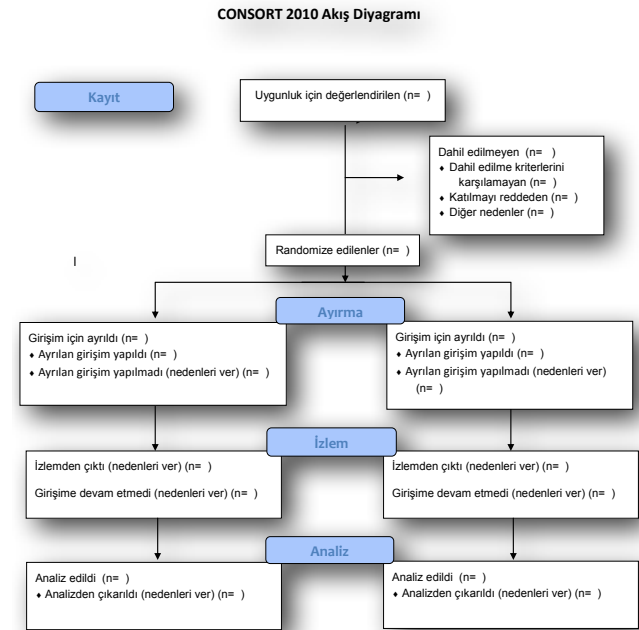 CONSORT 2010 Akış Diyagramı
Kayıt
Uygunluk için değerlendirilen (n= )
Dahil edilmeyen (n= )
♦ Dahil edilme kriterlerini
karşılamayan (n= )
♦ Katılmayı reddeden (n= )
♦ Diğer nedenler (n= )
Randomize edilenler (n= )
I
Ayırma
Girişim için ayrıldı (n= )
♦ Ayrılan girişim yapıldı (n= )
♦ Ayrılan girişim yapılmadı (nedenleri ver) (n= )
Girişim için ayrıldı (n= )
♦ Ayrılan girişim yapıldı (n= )
♦ Ayrılan girişim yapılmadı (nedenleri ver)
(n= )
İzlem
İzlemden çıktı (nedenleri ver) (n= )
Girişime devam etmedi (nedenleri ver) (n= )
İzlemden çıktı (nedenleri ver) (n= )
Girişime devam etmedi (nedenleri ver) (n= )
Analiz
Analiz edildi (n= )
♦ Analizden çıkarıldı (nedenleri ver) (n= )
Analiz edildi (n= )
♦ Analizden çıkarıldı (nedenleri ver) (n= )